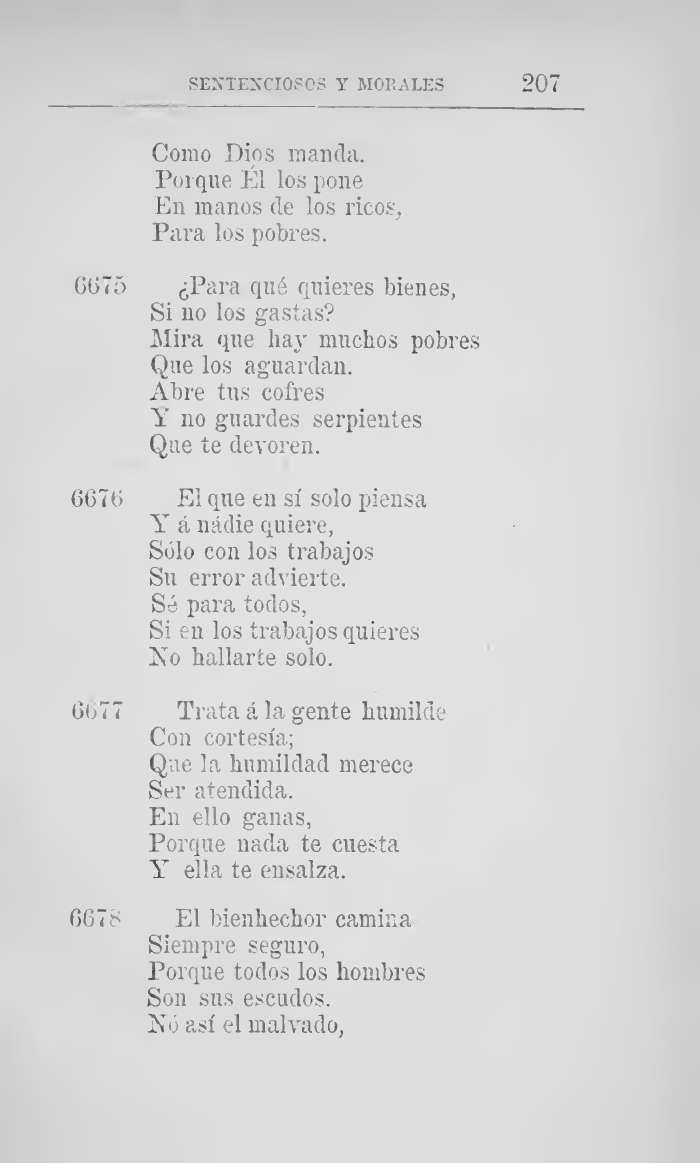 SENTENCIOSOS Y MORALES 207
Como Dios manda.
Porque Él los pone
En manos de los ricos,
Para los pobres.
6675 ¿Para qué quieres bienes,
Si no los gastas?
Mira que hay muchos pobres
Que los aguardan.
Abre tus cofres
Y no guardes serpientes
Que te devoren.
6676 El que en sí solo piensa
Y á nádie quiere,
Sólo con los trabajos
Su error advierte.
Sé para todos,
Si en los trabajos quieres
No hallarte solo.
6677 Trata á la gente humilde
Con cortesía;
Que la humildad merece
Ser atendida.
En ello ganas,
Porque nada te cuesta
Y ella te ensalza.
6678 El bienhechor camina
Siempre seguro,
Porque todos los hombres
Son sus escudos.
Nó así el malvado,